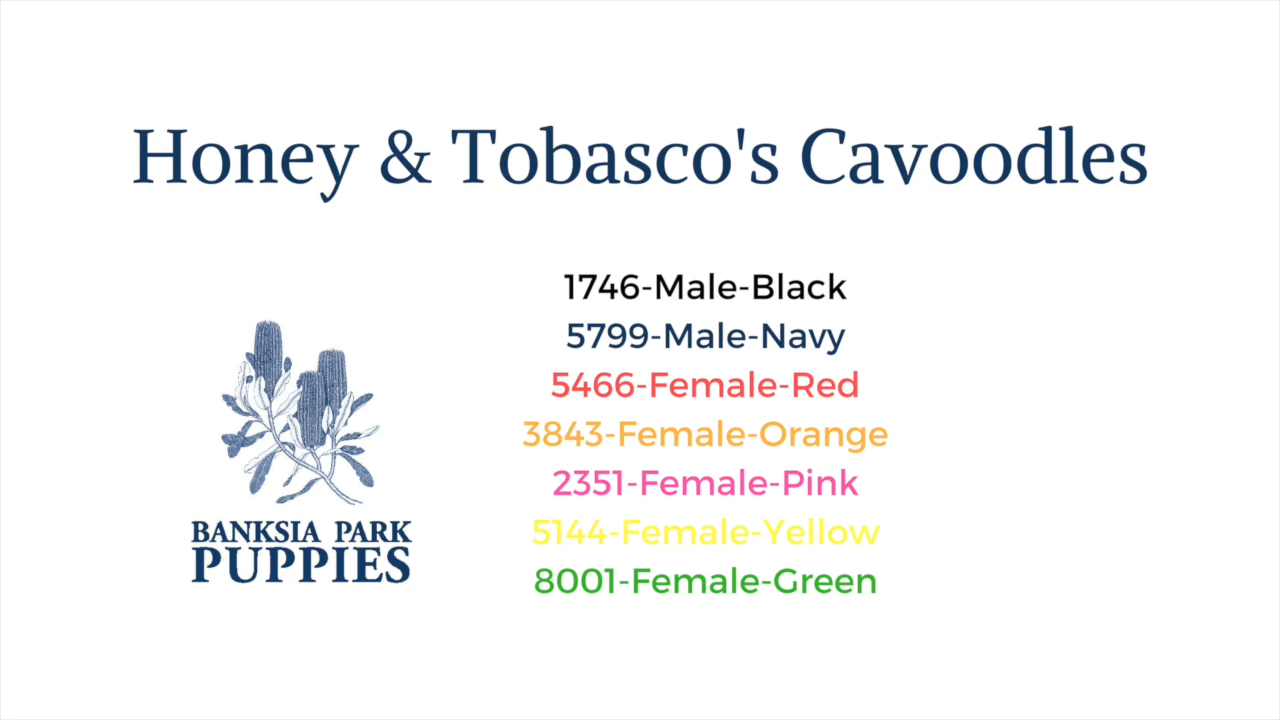 Honey & Tobasco's Cavoodles
1746-Male-Black
5799-Male-Navy
5466-Female-Red
3843-Female-Orange
2351-Female-Pink
5144-Female-Yellow
8001-Female-Green
BANKSIA PARK
PUPPIES